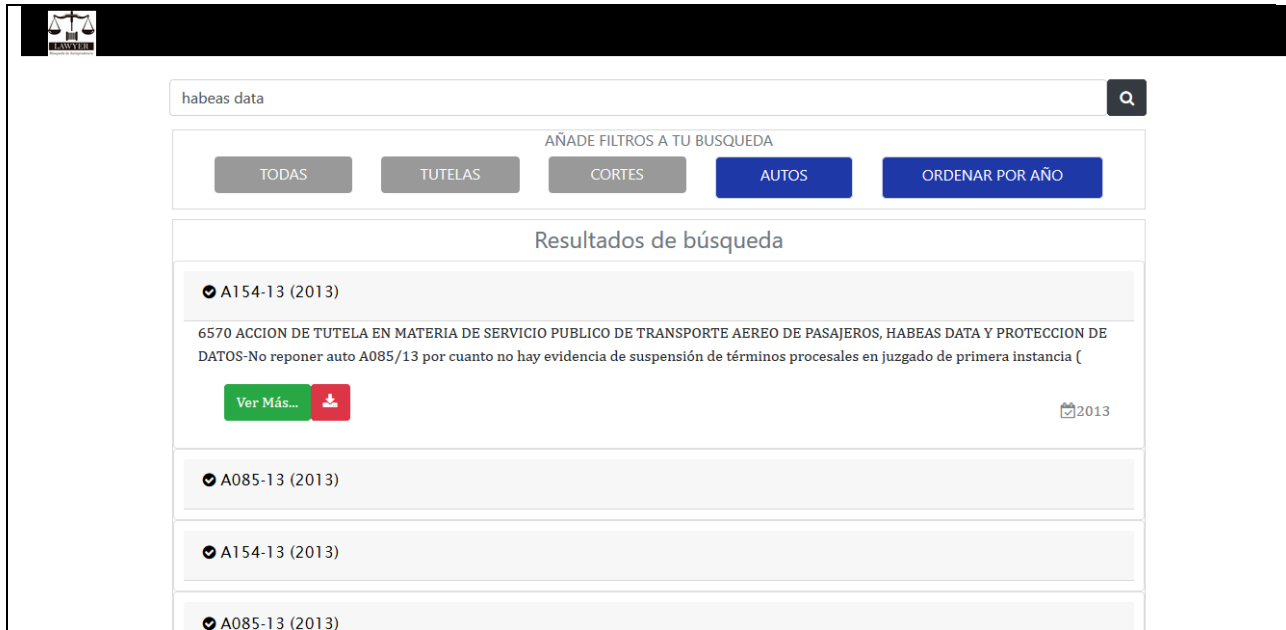 LAWYER
habeas data
AÑADE FILTROS A TU BUSQUEDA
TODAS TUTELAS CORTES AUTOS ORDENAR POR AÑO
Resultados de búsqueda
A154-13 (2013)
6570 ACCION DE TUTELA EN MATERIA DE SERVICIO PUBLICO DE TRANSPORTE AEREO DE PASAJEROS, HABEAS DATA Y PROTECCION DE
DATOS-No reponer auto A085/13 por cuanto no hay evidencia de suspensión de términos procesales en juzgado de primera instancia (
Ver Más...
2013
A085-13 (2013)
A154-13 (2013)
A085-13 (2013)